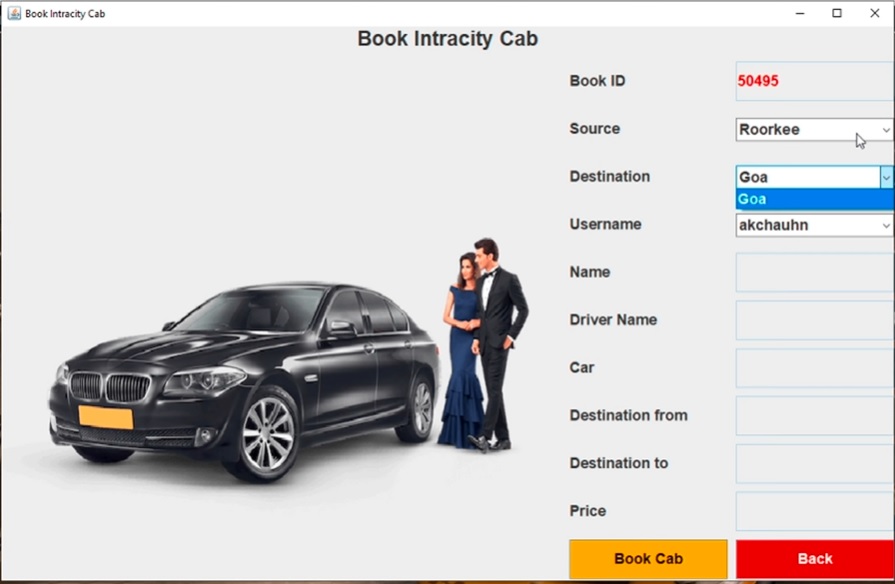 Book Intracity Cab
Book Intracity Cab
Book ID 50495
Source Roorkee
Destination Goa
Goa
Username akchauhn
Name
Driver Name
Car
Destination from
Destination to
Price
Book Cab Back